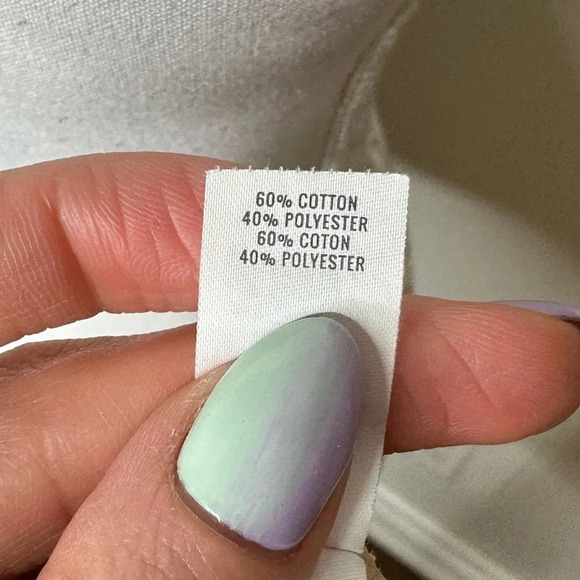 60% COTTON
40% POLYESTER
60% COTON
40% POLYESTER